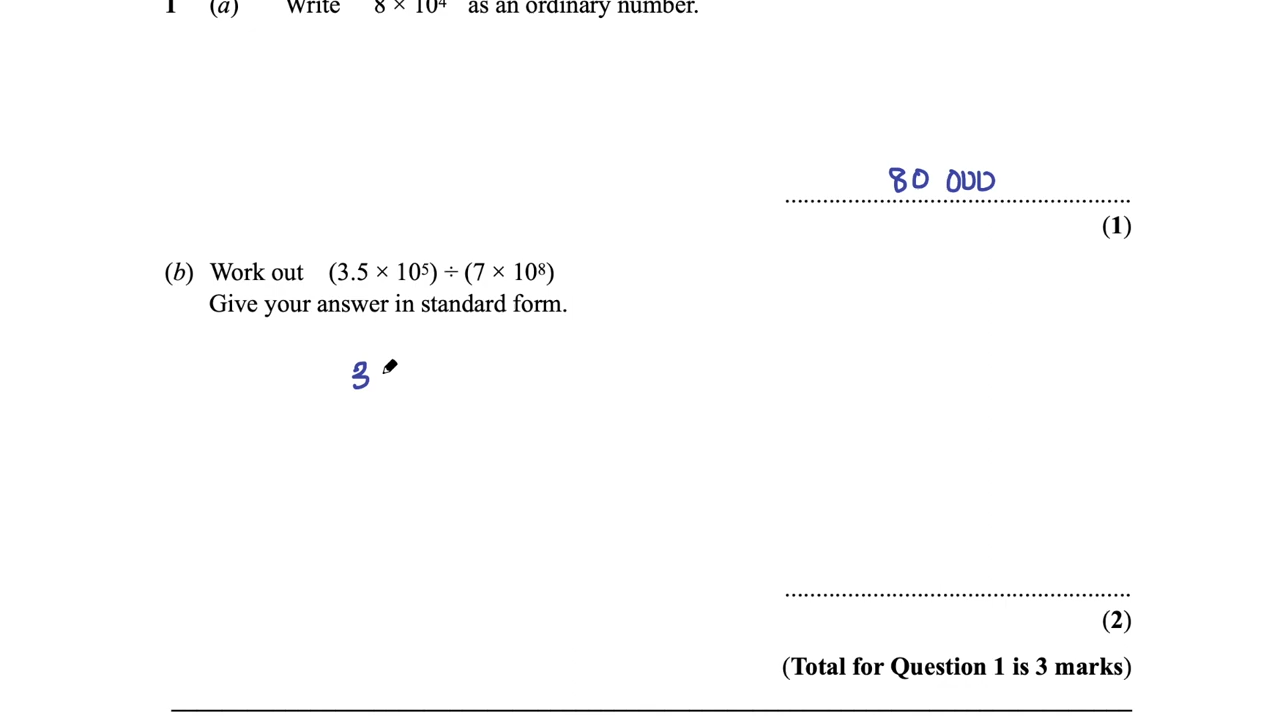 1 (a) Write 8 × 10⁴ as an ordinary number.
80 000
(1)
(b) Work out (3.5 × 10⁵) ÷ (7 × 10⁸)
Give your answer in standard form.
3
(2)
(Total for Question 1 is 3 marks)